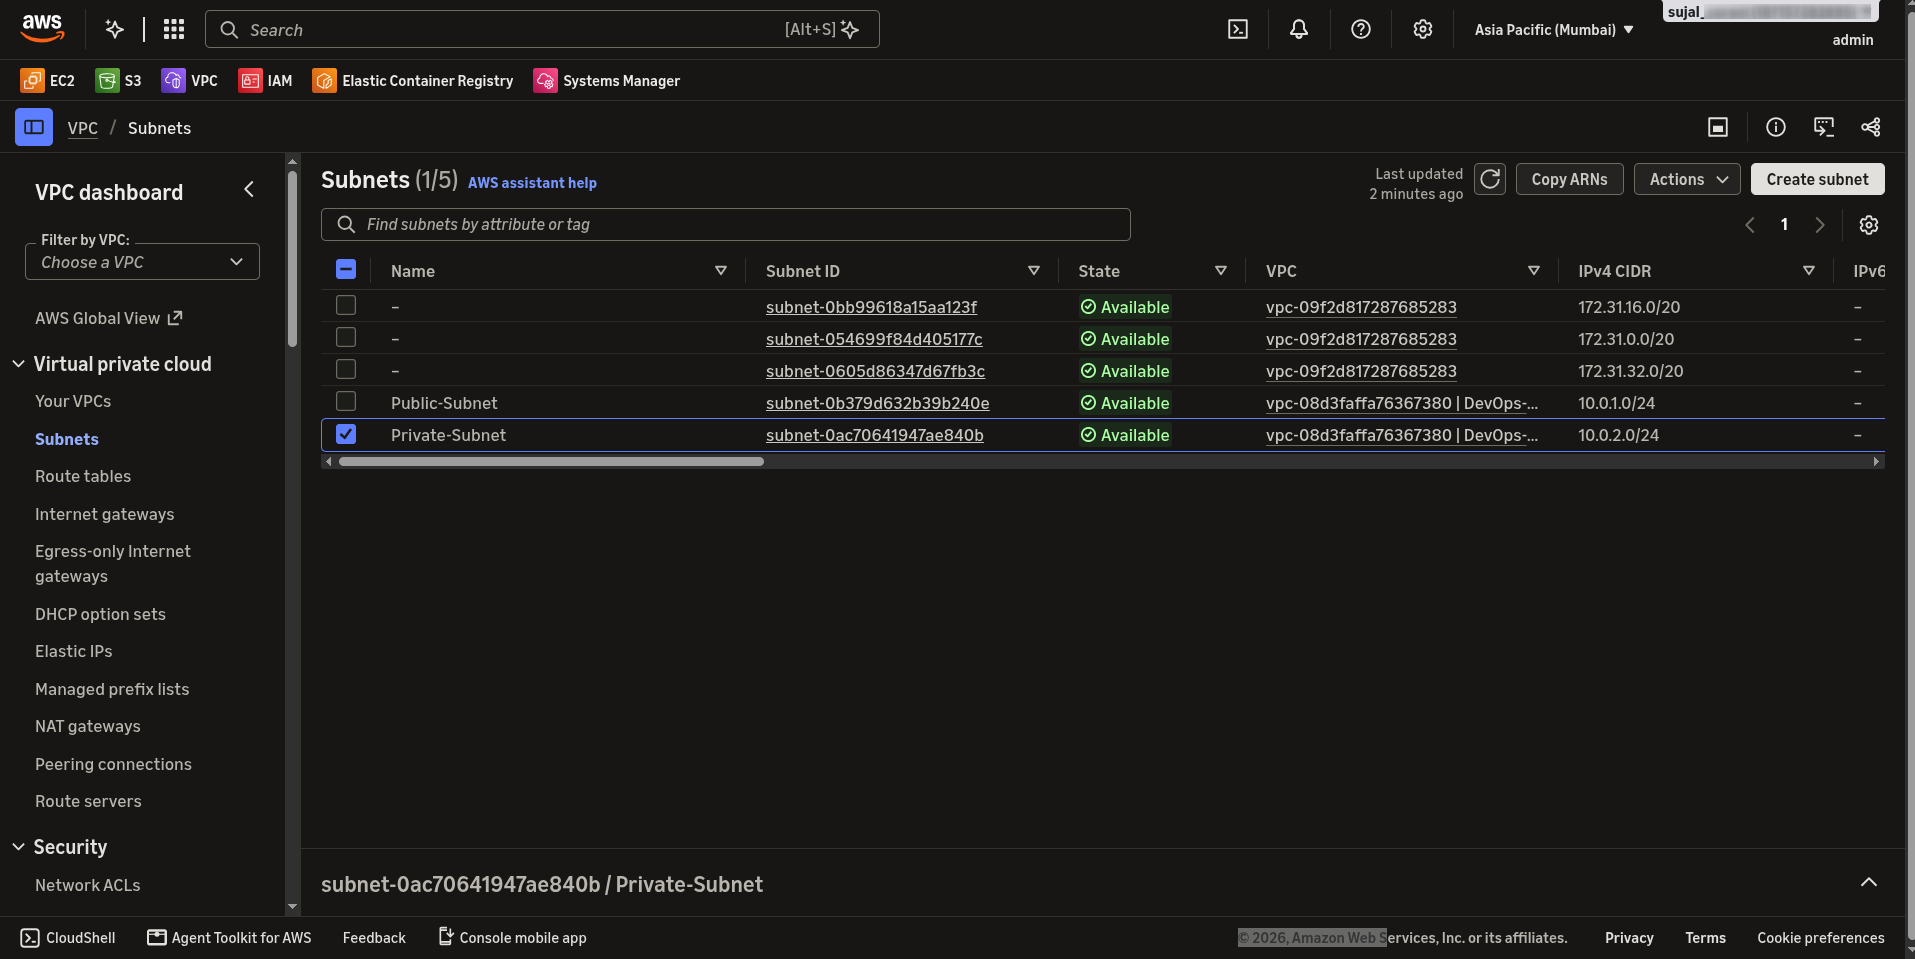 aws
Search [Alt+S]
Asia Pacific (Mumbai)
sujal_
admin
EC2 S3 VPC IAM Elastic Container Registry Systems Manager
VPC / Subnets
VPC dashboard
Filter by VPC:
Choose a VPC
AWS Global View
Virtual private cloud
Your VPCs
Subnets
Route tables
Internet gateways
Egress-only Internet
gateways
DHCP option sets
Elastic IPs
Managed prefix lists
NAT gateways
Peering connections
Route servers
Security
Network ACLs
Subnets (1/5) AWS assistant help
Last updated
2 minutes ago
Copy ARNs Actions Create subnet
Find subnets by attribute or tag
1
Name Subnet ID State VPC IPv4 CIDR IPv6
– subnet-0bb99618a15aa123f Available vpc-09f2d817287685283 172.31.16.0/20 –
– subnet-054699f84d405177c Available vpc-09f2d817287685283 172.31.0.0/20 –
– subnet-0605d86347d67fb3c Available vpc-09f2d817287685283 172.31.32.0/20 –
Public-Subnet subnet-0b379d632b39b240e Available vpc-08d3faffa76367380 | DevOps-... 10.0.1.0/24 –
Private-Subnet subnet-0ac70641947ae840b Available vpc-08d3faffa76367380 | DevOps-... 10.0.2.0/24 –
subnet-0ac70641947ae840b / Private-Subnet
CloudShell Agent Toolkit for AWS Feedback Console mobile app © 2026, Amazon Web Services, Inc. or its affiliates. Privacy Terms Cookie preferences